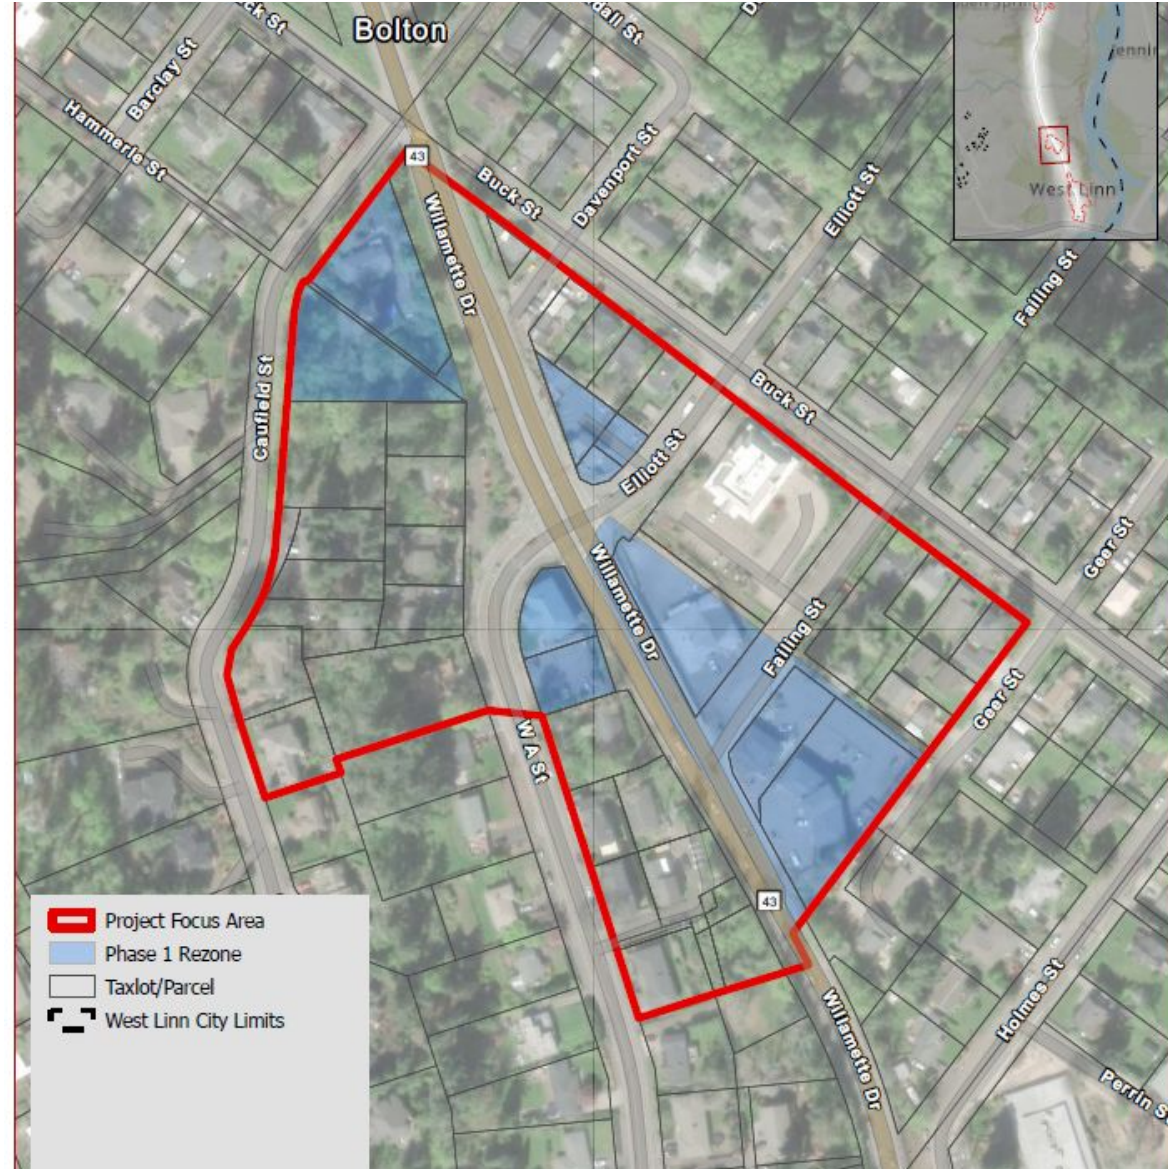 Bolton
Barclay St
Hammerle St
43
Buck St
Davenport St
Elliott St
Willamette Dr
West Linn
Failing St
Caufield St
Buck St
Elliott St
Geer St
Willamette Dr
Failing St
Geer St
W A St
43
Holmes St
Willamette Dr
Project Focus Area
Phase 1 Rezone
Taxlot/Parcel
West Linn City Limits